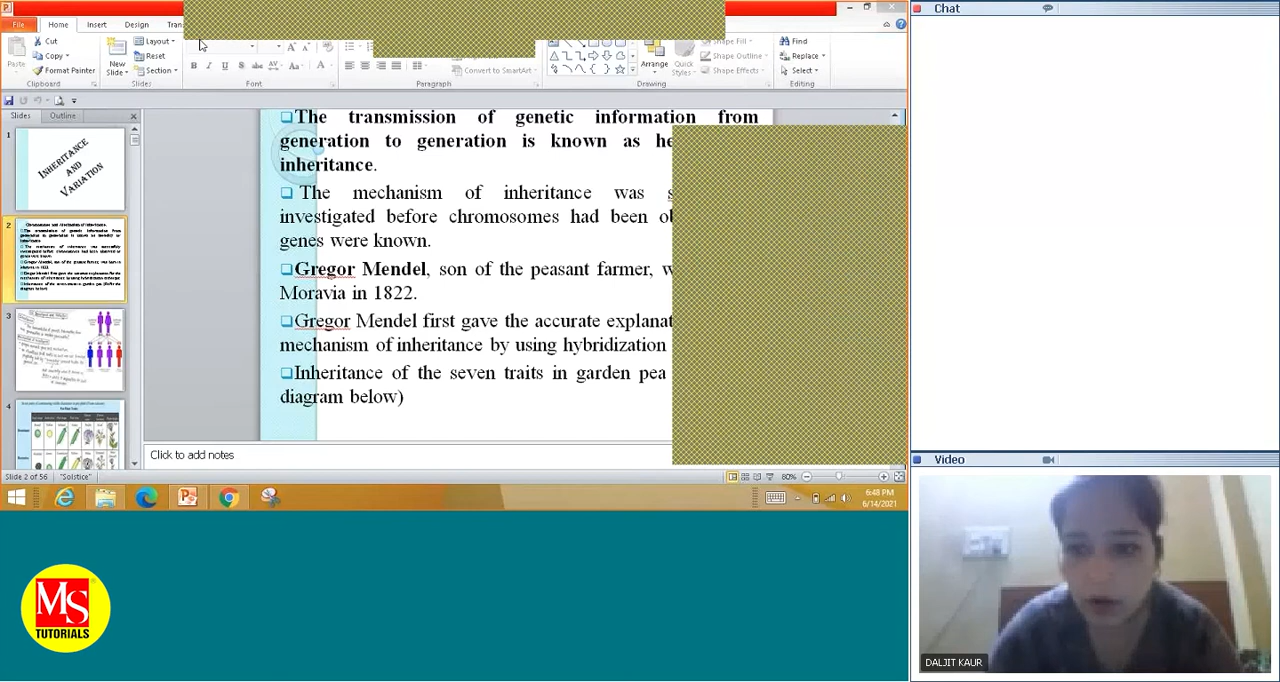 File Home Insert Design
Cut
Copy
Format Painter
Paste
Clipboard
New
Slide
Layout
Reset
Section
Slides
Font
Paragraph
Convert to SmartArt
Arrange
Quick
Styles
Shape Fill
Shape Outline
Shape Effects
Drawing
Find
Replace
Select
Editing
Slides Outline
1
INHERITANCE
AND
VARIATION
2
3
4
The transmission of genetic information from
generation to generation is known as
inheritance.
The mechanism of inheritance was
investigated before chromosomes had been
genes were known.
Gregor Mendel, son of the peasant farmer,
Moravia in 1822.
Gregor Mendel first gave the accurate
mechanism of inheritance by using hybridization
Inheritance of the seven traits in garden pea
diagram below)
Click to add notes
Slide 2 of 56 "Solstice" 80%
6:48 PM
6/14/2021
MS
TUTORIALS
Chat
Video
DALJIT KAUR